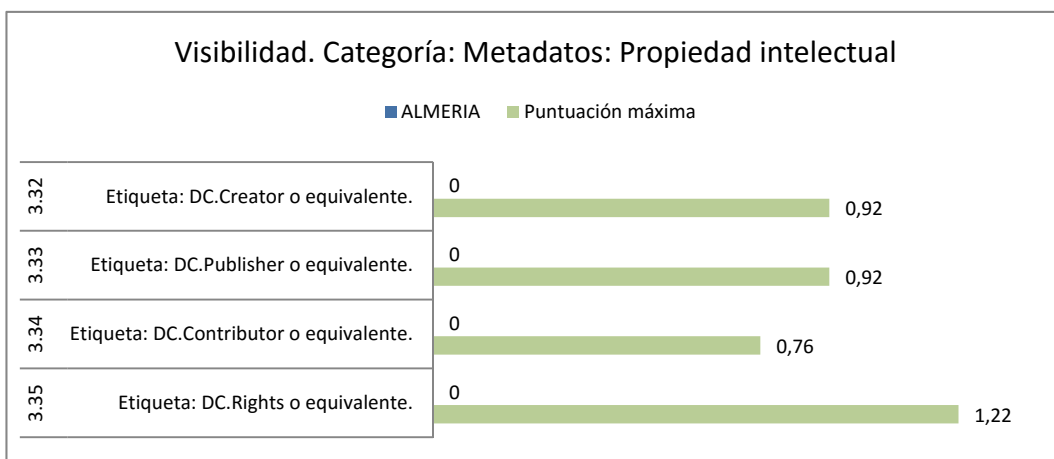 Visibilidad. Categoría: Metadatos: Propiedad intelectual
ALMERIA Puntuación máxima
3.32 Etiqueta: DC.Creator o equivalente. 0 0,92
3.33 Etiqueta: DC.Publisher o equivalente. 0 0,92
3.34 Etiqueta: DC.Contributor o equivalente. 0 0,76
3.35 Etiqueta: DC.Rights o equivalente. 0 1,22